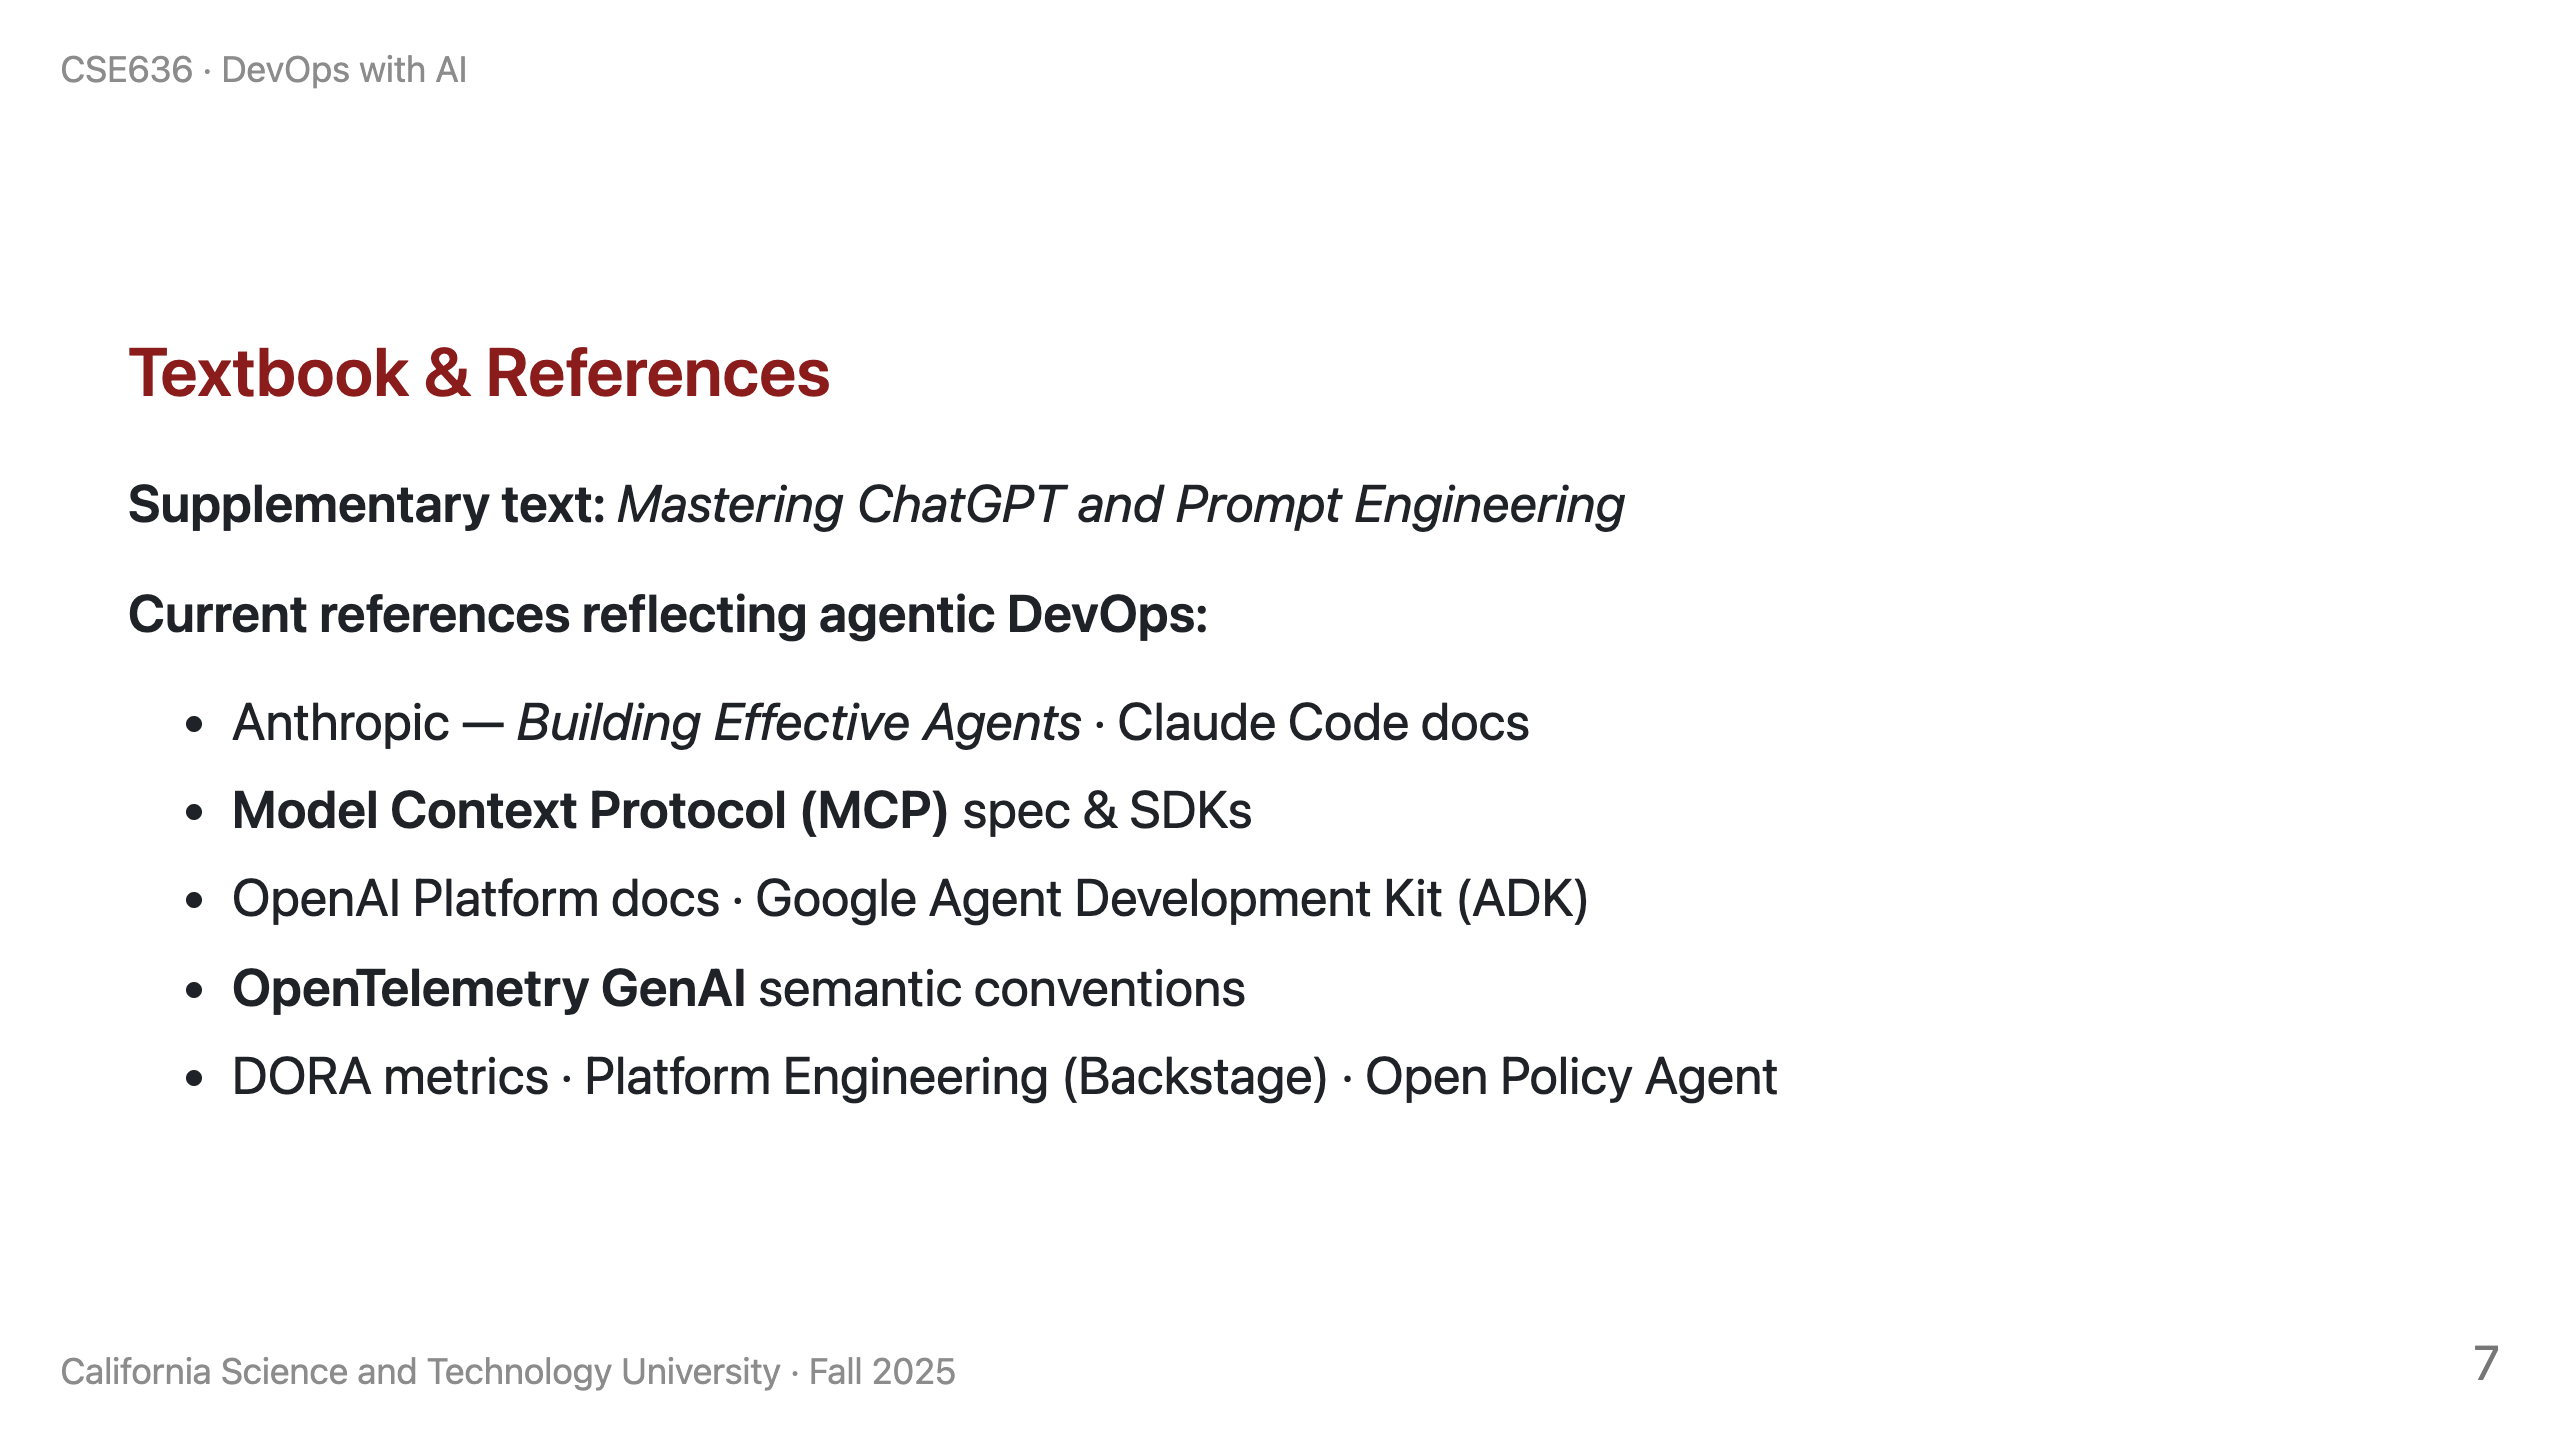 CSE636 · DevOps with AI
Textbook & References
Supplementary text: Mastering ChatGPT and Prompt Engineering
Current references reflecting agentic DevOps:
• Anthropic — Building Effective Agents · Claude Code docs
• Model Context Protocol (MCP) spec & SDKs
• OpenAI Platform docs · Google Agent Development Kit (ADK)
• OpenTelemetry GenAI semantic conventions
• DORA metrics · Platform Engineering (Backstage) · Open Policy Agent
California Science and Technology University · Fall 2025
7